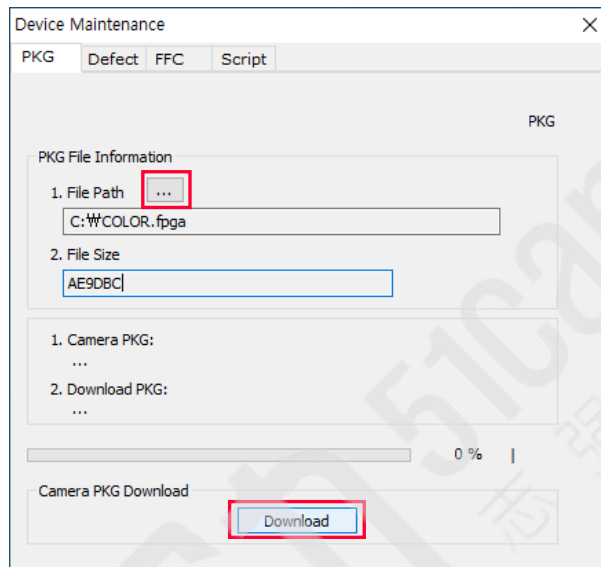 Device Maintenance
PKG Defect FFC Script
PKG
PKG File Information
1. File Path ...
C:₩COLOR.fpga
2. File Size
AE9DBC
1. Camera PKG:
...
2. Download PKG:
...
0 %
Camera PKG Download
Download